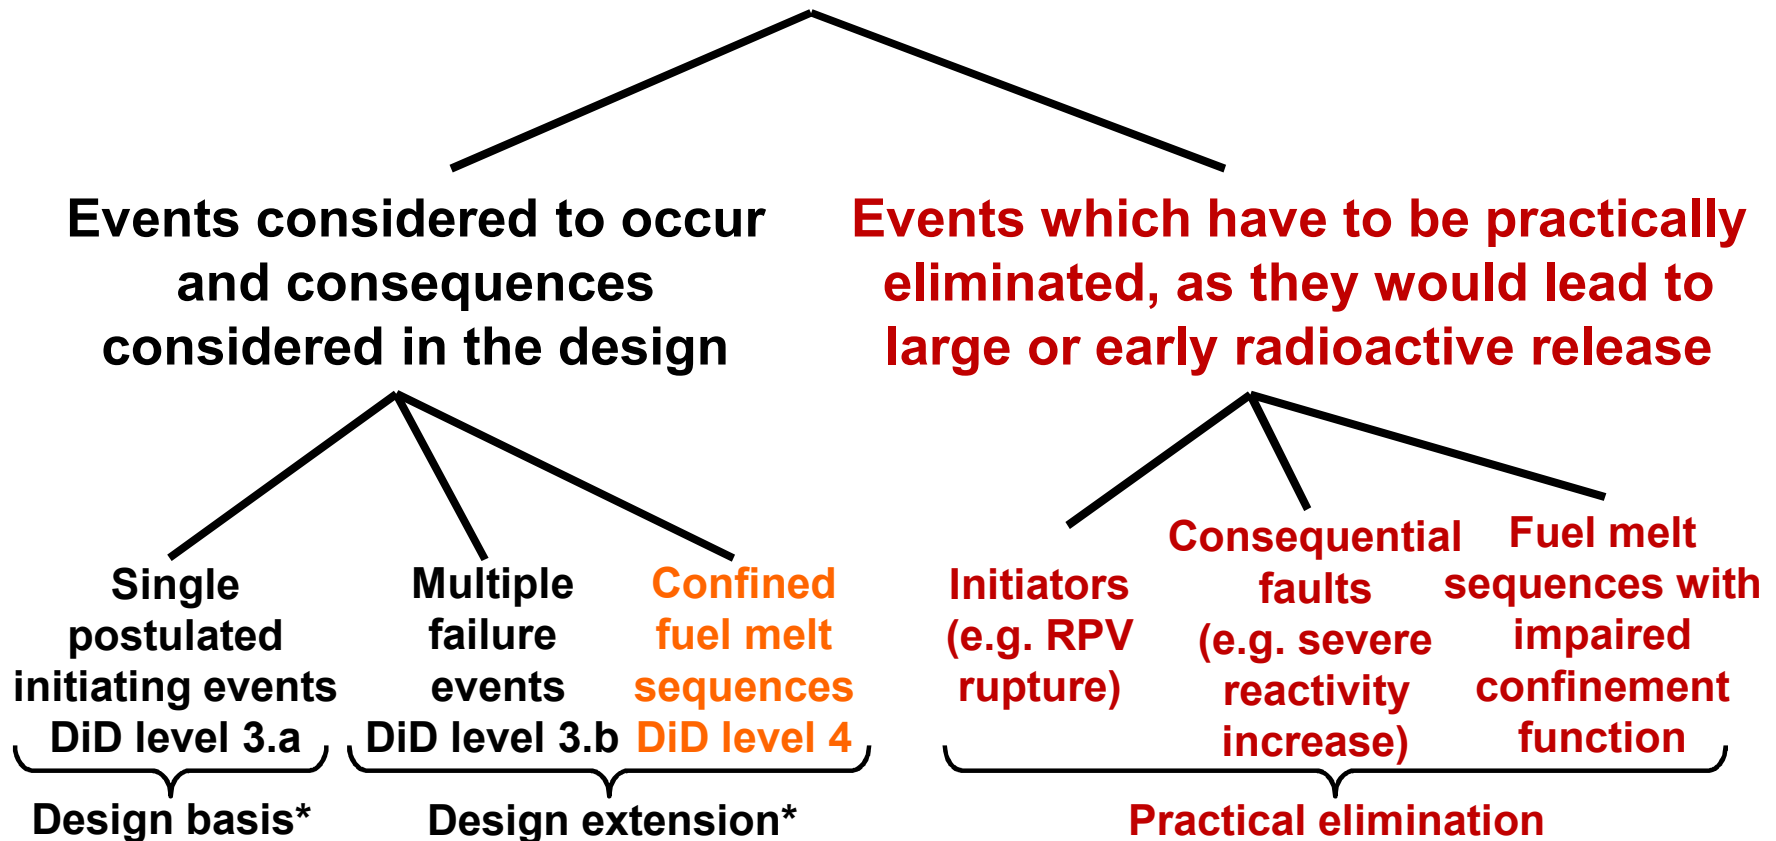 Events considered to occur
and consequences
considered in the design
Events which have to be practically
eliminated, as they would lead to
large or early radioactive release
Single
postulated
initiating events
DiD level 3.a
Multiple
failure
events
DiD level 3.b
Confined
fuel melt
sequences
DiD level 4
Initiators
(e.g. RPV
rupture)
Consequential
faults
(e.g. severe
reactivity
increase)
Fuel melt
sequences with
impaired
confinement
function
Design basis*
Design extension*
Practical elimination